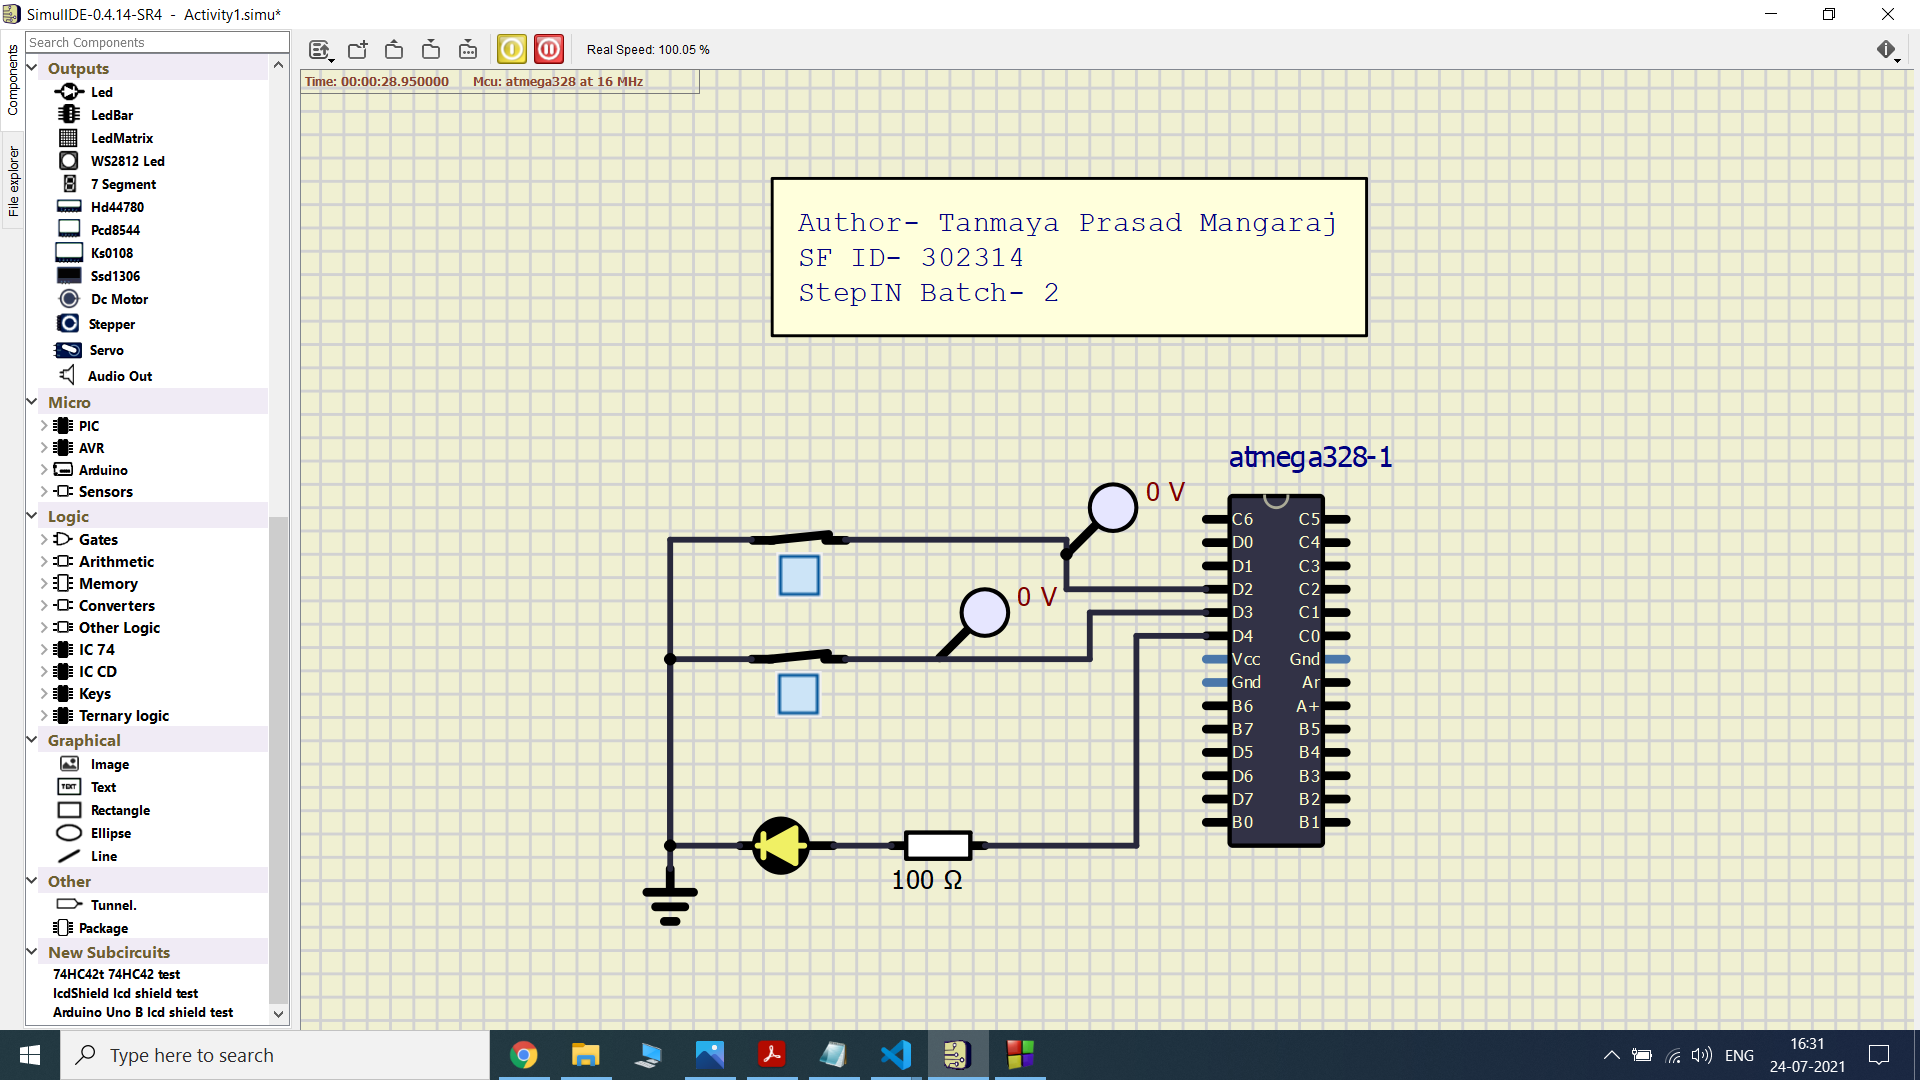 SimulIDE-0.4.14-SR4 - Activity1.simu*
Components
File explorer
Search Components
Outputs
Led
LedBar
LedMatrix
WS2812 Led
7 Segment
Hd44780
Pcd8544
Ks0108
Ssd1306
Dc Motor
Stepper
Servo
Audio Out
Micro
PIC
AVR
Arduino
Sensors
Logic
Gates
Arithmetic
Memory
Converters
Other Logic
IC 74
IC CD
Keys
Ternary logic
Graphical
Image
TEXT Text
Rectangle
Ellipse
Line
Other
Tunnel.
Package
New Subcircuits
74HC42t 74HC42 test
lcdShield lcd shield test
Arduino Uno B lcd shield test
Real Speed: 100.05 %
Time: 00:00:28.950000 Mcu: atmega328 at 16 MHz
Author- Tanmaya Prasad Mangaraj
SF ID- 302314
StepIN Batch- 2
atmega328-1
0 V
0 V
C6 C5
D0 C4
D1 C3
D2 C2
D3 C1
D4 C0
Vcc Gnd
Gnd Ar
B6 A+
B7 B5
D5 B4
D6 B3
D7 B2
B0 B1
100 Ω
Type here to search
ENG
16:31
24-07-2021